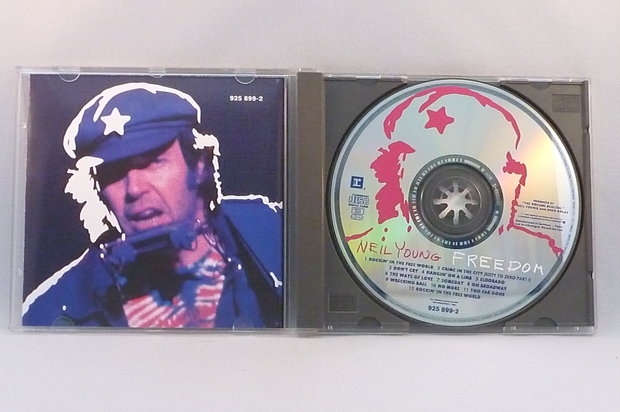 925 899-2
PRODUCED BY
NEIL YOUNG FREEDOM
1 ROCKIN' IN THE FREE WORLD 2 CRIME IN THE CITY (SIXTY TO ZERO PART I)
3 DON'T CRY 4 HANGIN' ON A LIMB 5 ELDORADO
6 THE WAYS OF LOVE 7 SOMEDAY 8 ON BROADWAY
9 WRECKING BALL 10 NO MORE 11 TOO FAR GONE
12 ROCKIN' IN THE FREE WORLD
925 899-2